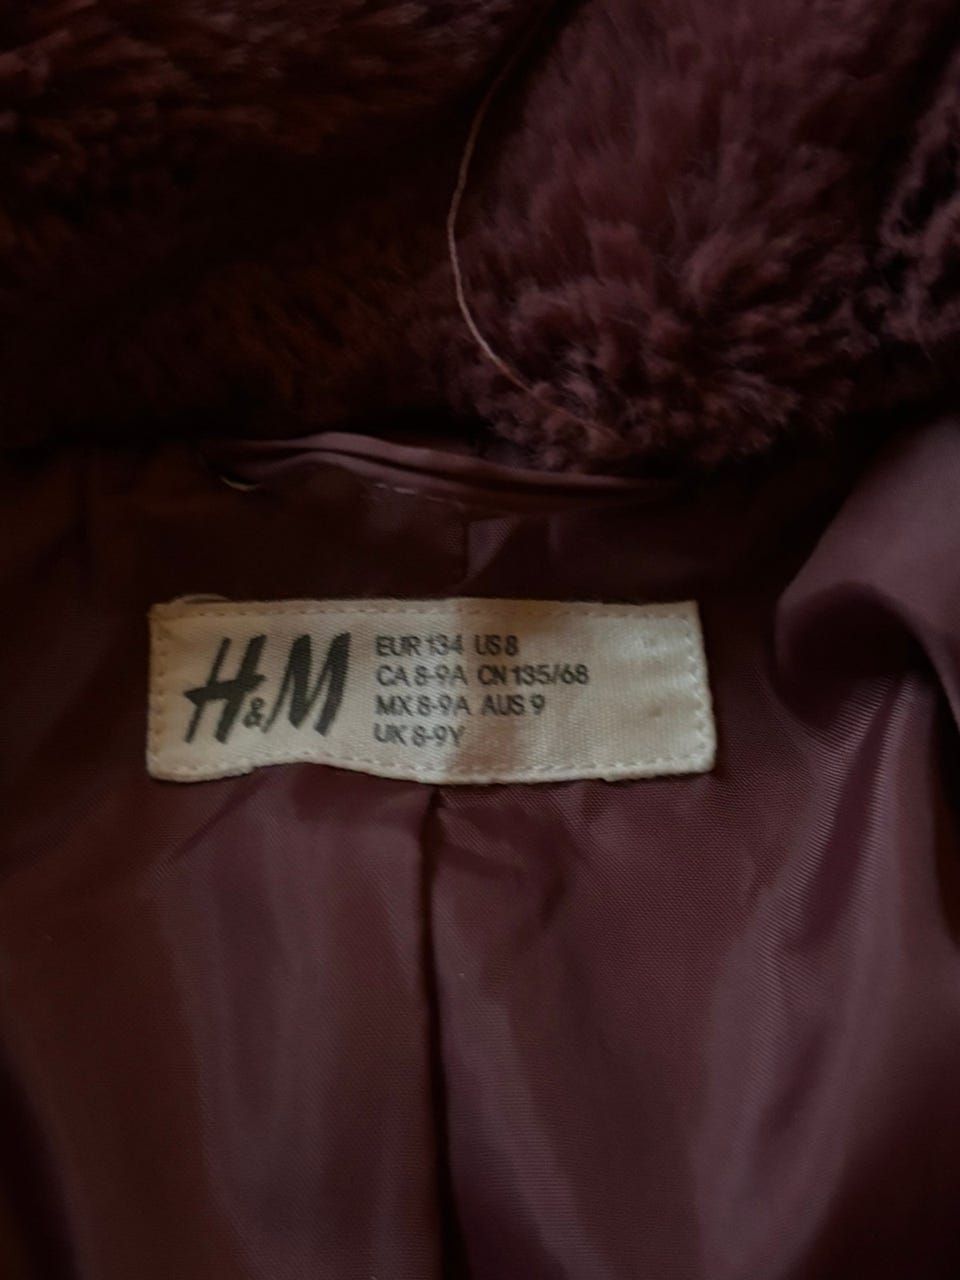 H&M
EUR 134 US 8
CA 8-9A CN 135/68
MX 8-9A AUS 9
UK 8-9Y